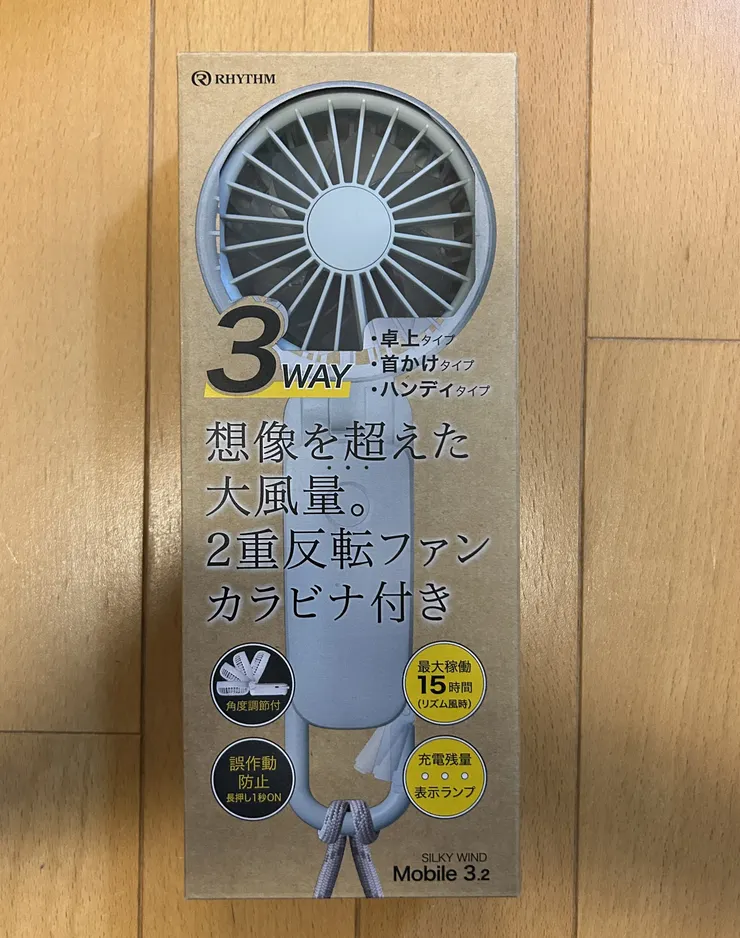 RHYTHM
3WAY
・卓上タイプ
・首かけタイプ
・ハンディタイプ
想像を超えた
大風量。
2重反転ファン
カラビナ付き
角度調節付
最大稼働
15時間
(リズム風時)
誤作動
防止
長押し1秒ON
充電残量
表示ランプ
SILKY WIND
Mobile 3.2